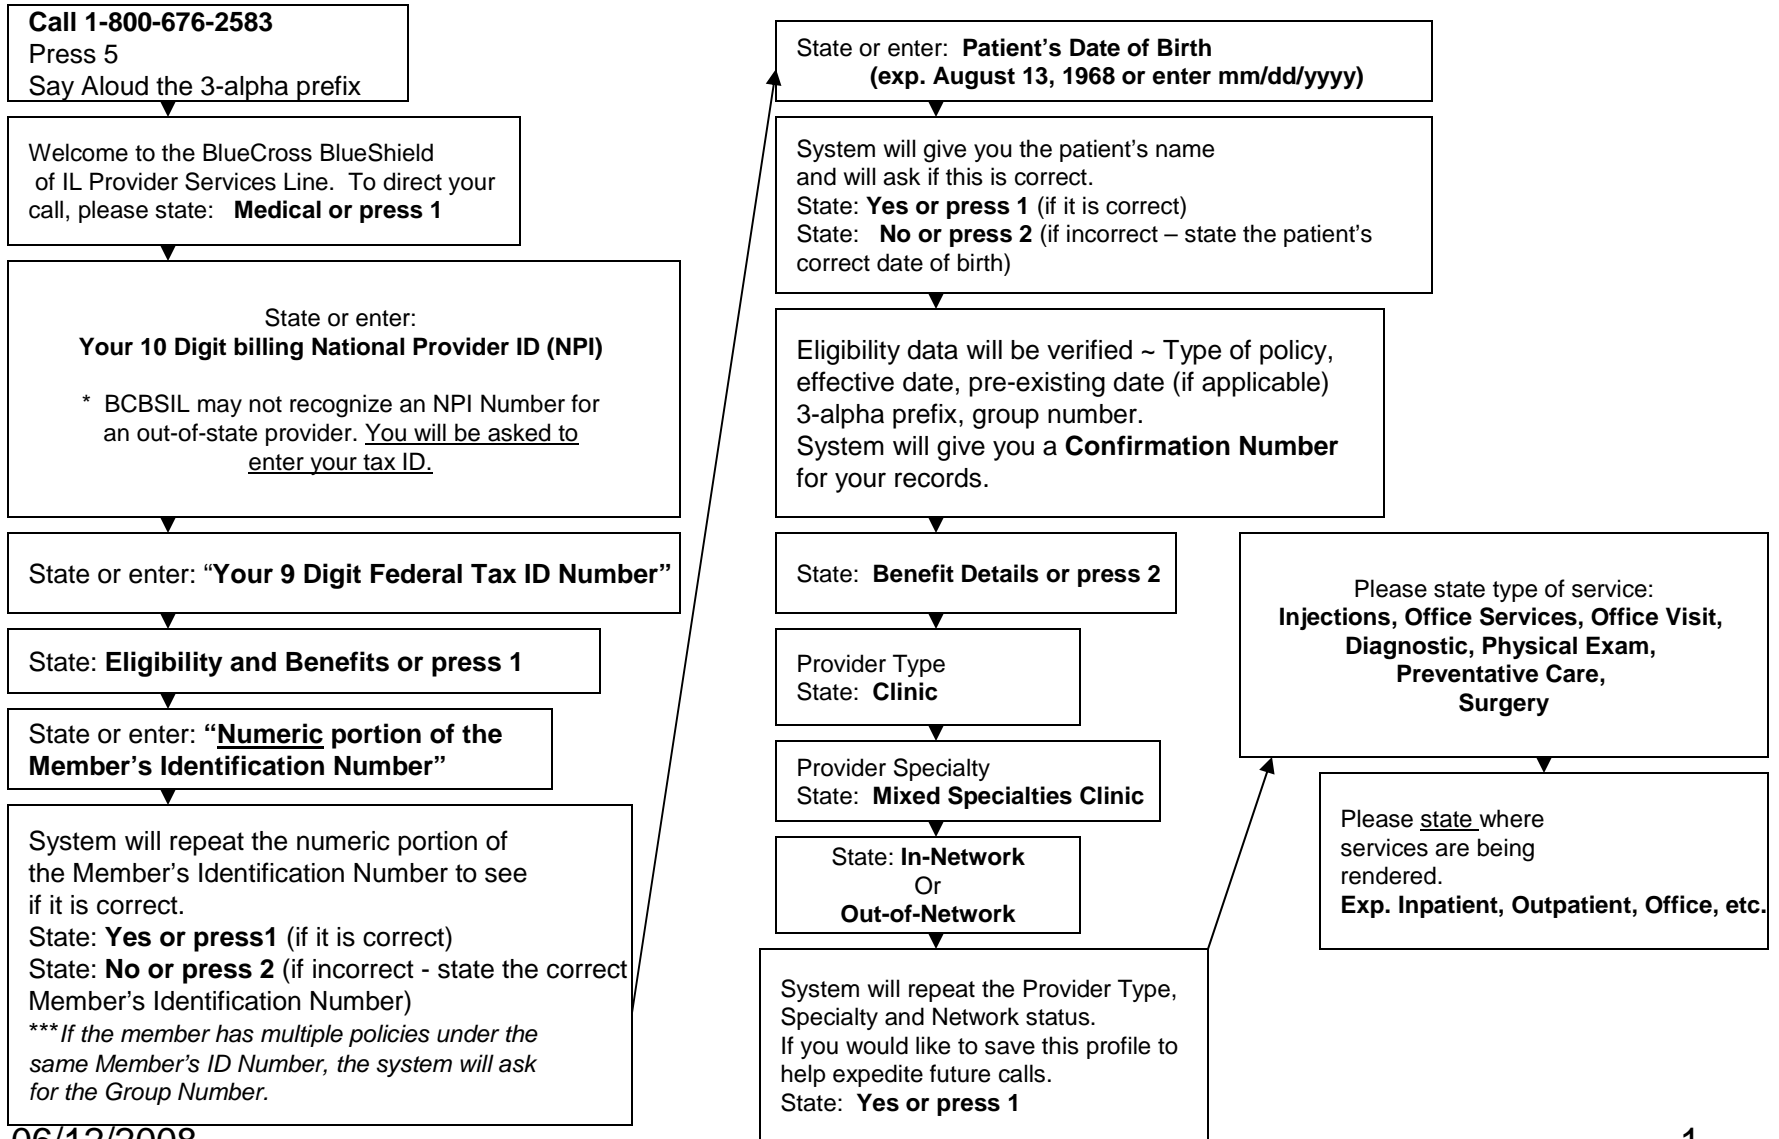 Call 1-800-676-2583
Press 5
Say Aloud the 3-alpha prefix
Welcome to the BlueCross BlueShield
of IL Provider Services Line. To direct your
call, please state: Medical or press 1
State or enter:
Your 10 Digit billing National Provider ID (NPI)
* BCBSIL may not recognize an NPI Number for
an out-of-state provider. You will be asked to
enter your tax ID.
State or enter: “Your 9 Digit Federal Tax ID Number”
State: Eligibility and Benefits or press 1
State or enter: “Numeric portion of the
Member’s Identification Number”
System will repeat the numeric portion of
the Member’s Identification Number to see
if it is correct.
State: Yes or press1 (if it is correct)
State: No or press 2 (if incorrect - state the correct
Member’s Identification Number)
***If the member has multiple policies under the
same Member’s ID Number, the system will ask
for the Group Number.
State or enter: Patient’s Date of Birth
(exp. August 13, 1968 or enter mm/dd/yyyy)
System will give you the patient’s name
and will ask if this is correct.
State: Yes or press 1 (if it is correct)
State: No or press 2 (if incorrect – state the patient’s
correct date of birth)
Eligibility data will be verified ~ Type of policy,
effective date, pre-existing date (if applicable)
3-alpha prefix, group number.
System will give you a Confirmation Number
for your records.
State: Benefit Details or press 2
Provider Type
State: Clinic
Provider Specialty
State: Mixed Specialties Clinic
State: In-Network
Or
Out-of-Network
System will repeat the Provider Type,
Specialty and Network status.
If you would like to save this profile to
help expedite future calls.
State: Yes or press 1
Please state type of service:
Injections, Office Services, Office Visit,
Diagnostic, Physical Exam,
Preventative Care,
Surgery
Please state where
services are being
rendered.
Exp. Inpatient, Outpatient, Office, etc.
06/12/2008
1